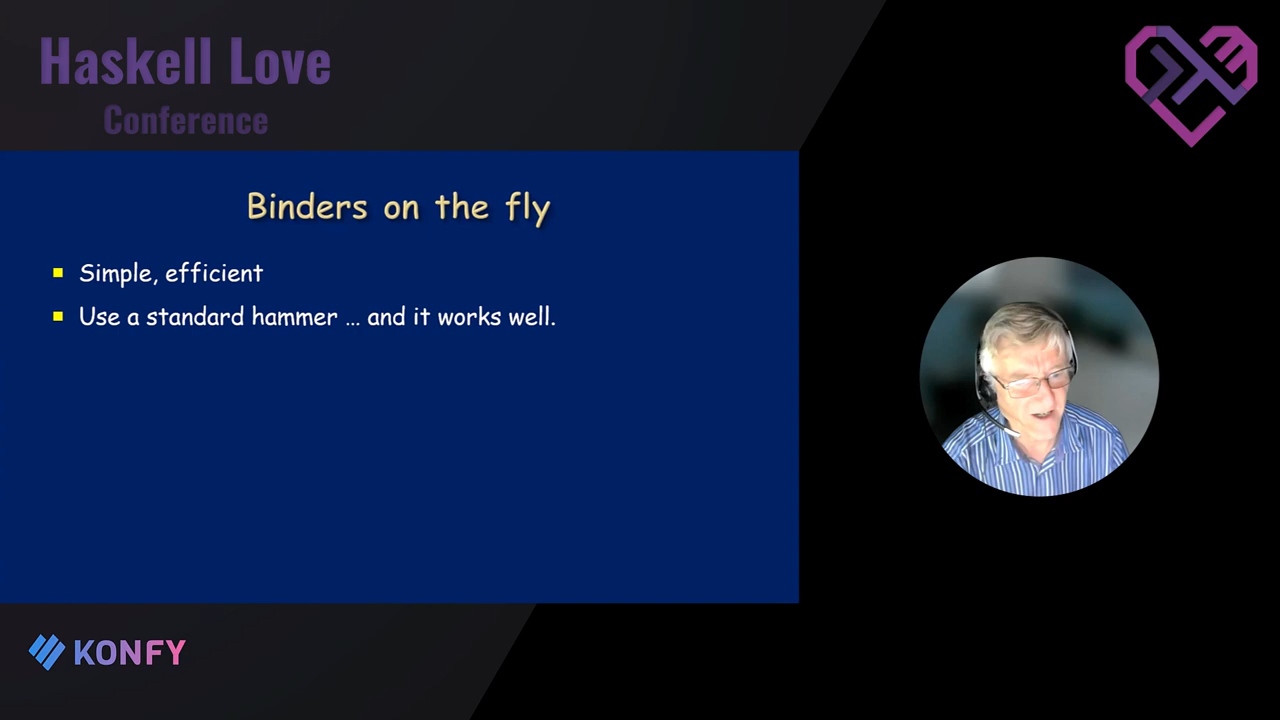 Haskell Love
Conference
Binders on the fly
Simple, efficient
Use a standard hammer … and it works well.
KONFY